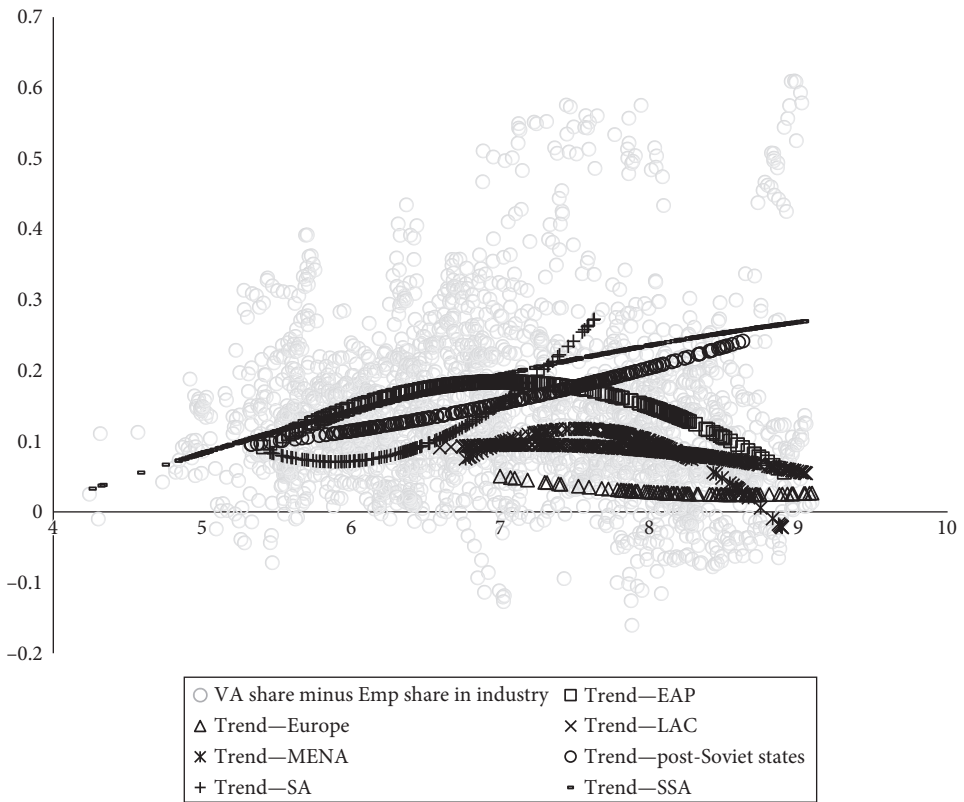 0.7
0.6
0.5
0.4
0.3
0.2
0.1
0
4 5 6 7 8 9 10
–0.1
–0.2
VA share minus Emp share in industry Trend—EAP
Trend—Europe Trend—LAC
Trend—MENA Trend—post-Soviet states
Trend—SA Trend—SSA